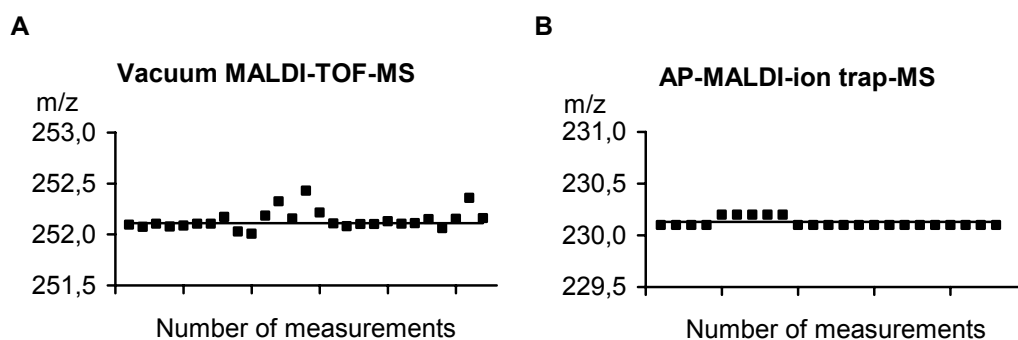 A
Vacuum MALDI-TOF-MS
m/z
253,0
252,5
252,0
251,5
Number of measurements
B
AP-MALDI-ion trap-MS
m/z
231,0
230,5
230,0
229,5
Number of measurements